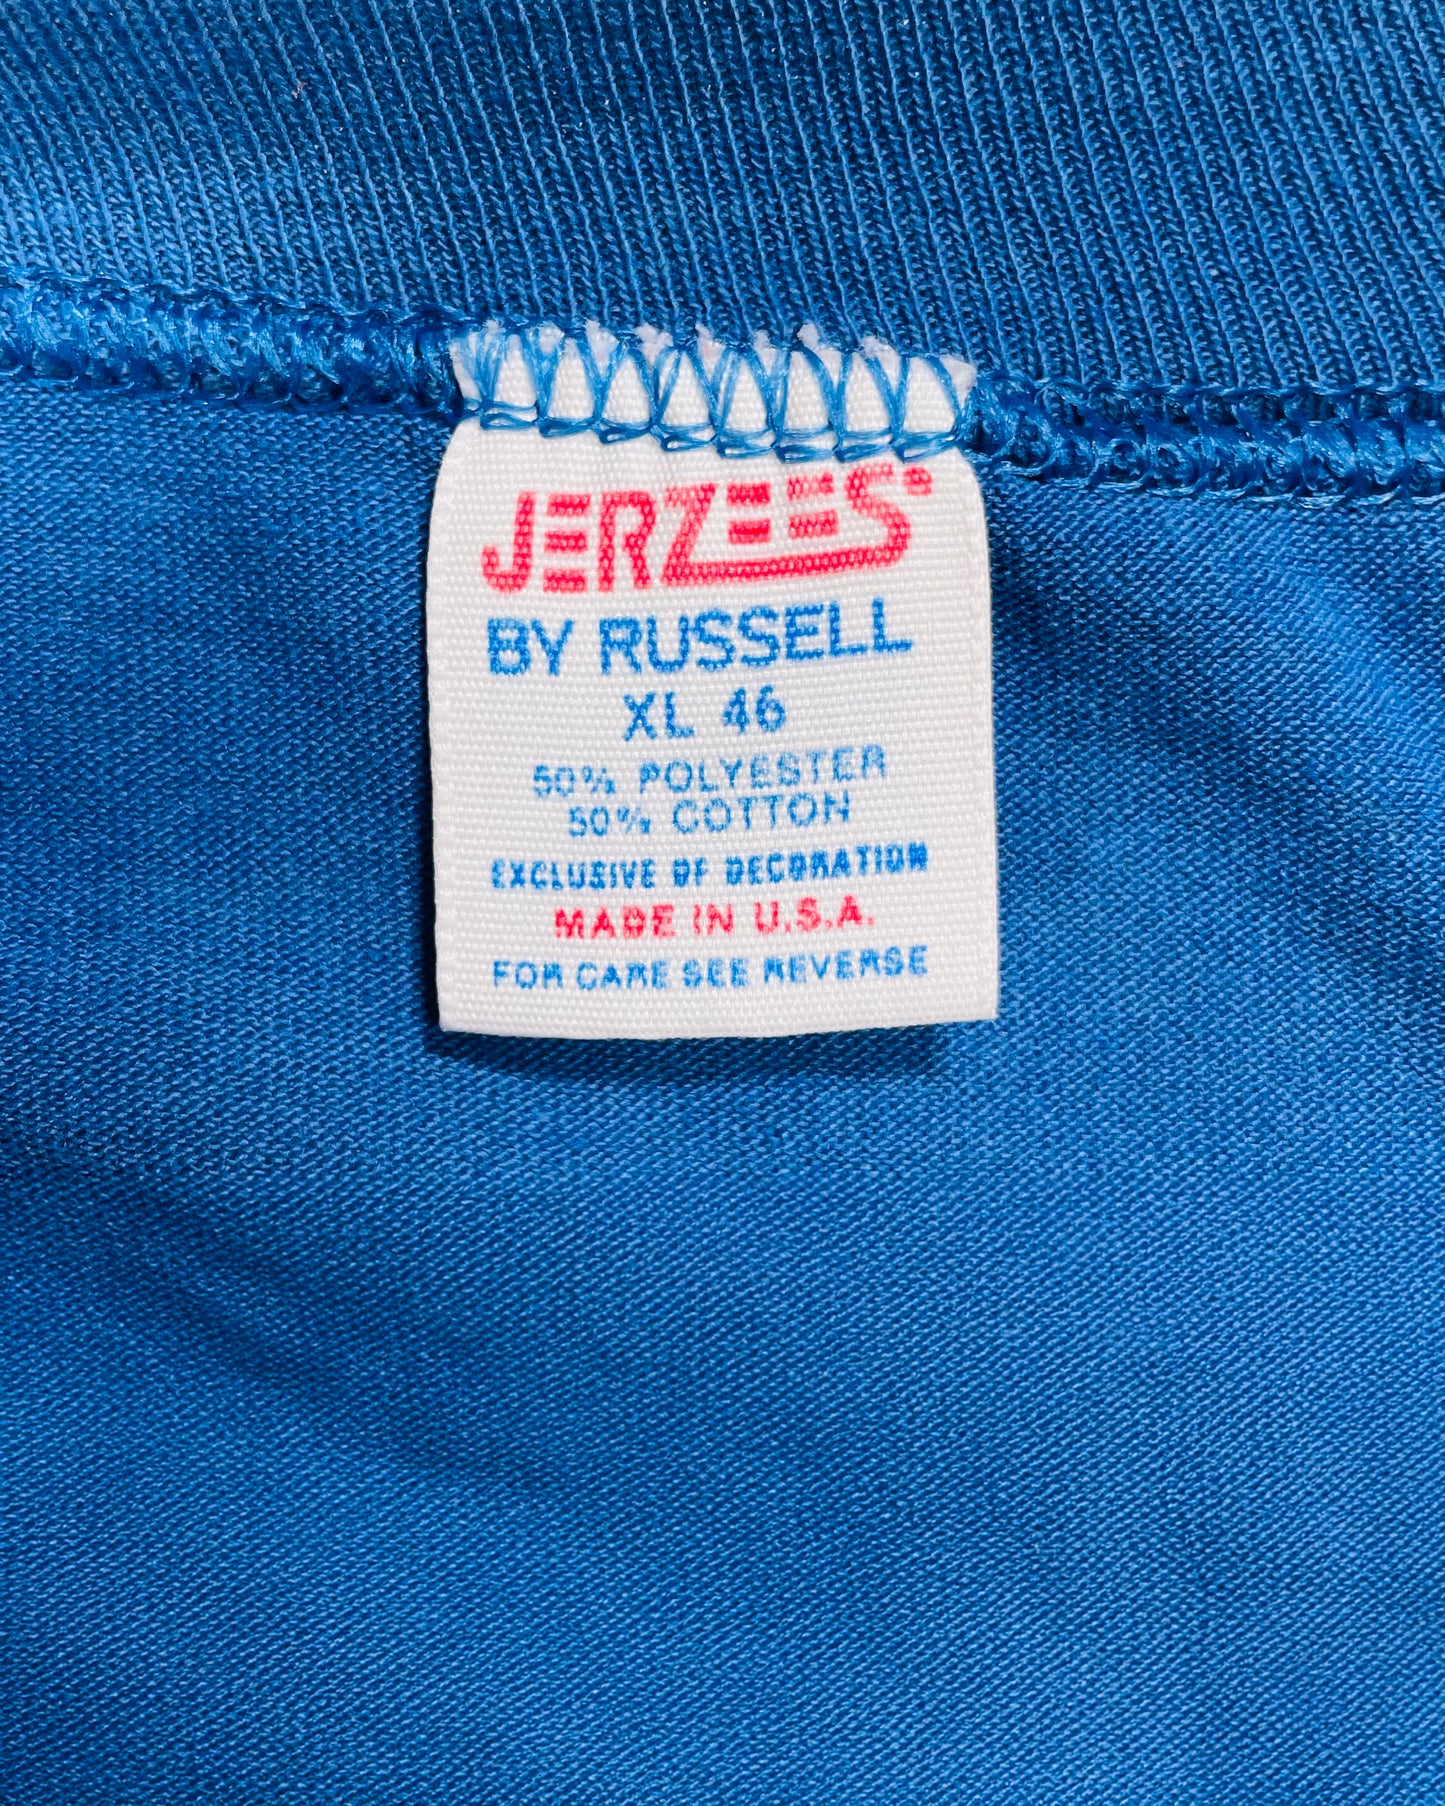 JERZEES®
BY RUSSELL
XL 46
50% POLYESTER
50% COTTON
EXCLUSIVE OF DECORATION
MADE IN U.S.A.
FOR CARE SEE REVERSE